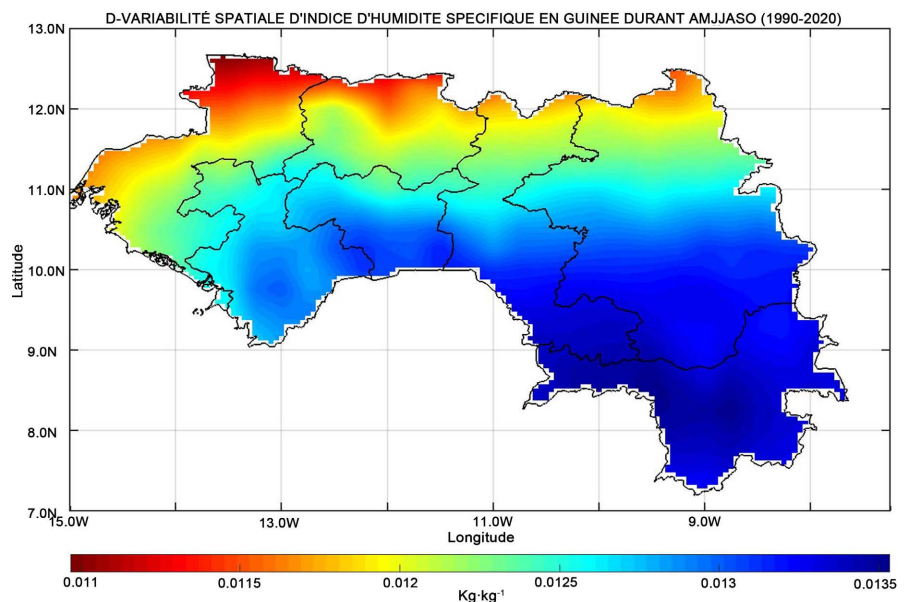 D-VARIABILITÉ SPATIALE D'INDICE D'HUMIDITE SPECIFIQUE EN GUINEE DURANT AMJJASO (1990-2020)
13.0N
12.0N
11.0N
10.0N
9.0N
8.0N
7.0N
Latitude
15.0W 13.0W 11.0W 9.0W
Longitude
0.011 0.0115 0.012 0.0125 0.013 0.0135
Kg·kg⁻¹